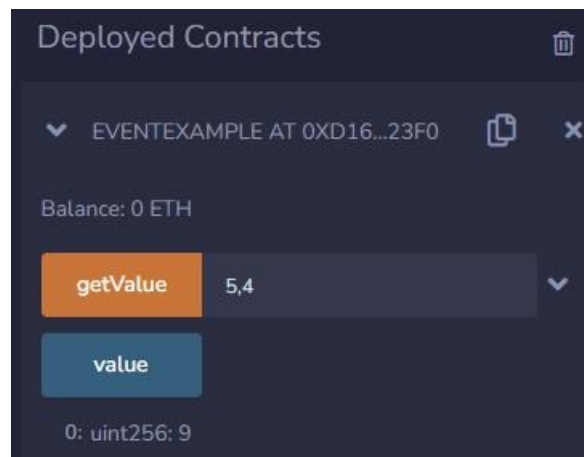 Deployed Contracts
EVENTEXAMPLE AT 0XD16...23F0
Balance: 0 ETH
getValue 5,4
value
0: uint256: 9